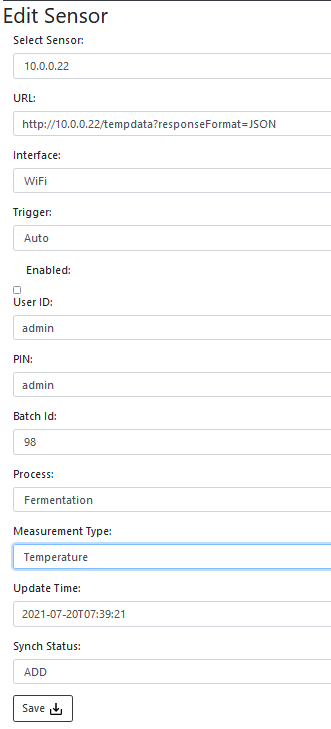 Edit Sensor
Select Sensor:
10.0.0.22
URL:
http://10.0.0.22/tempdata?responseFormat=JSON
Interface:
WiFi
Trigger:
Auto
Enabled:
User ID:
admin
PIN:
admin
Batch Id:
98
Process:
Fermentation
Measurement Type:
Temperature
Update Time:
2021-07-20T07:39:21
Synch Status:
ADD
Save